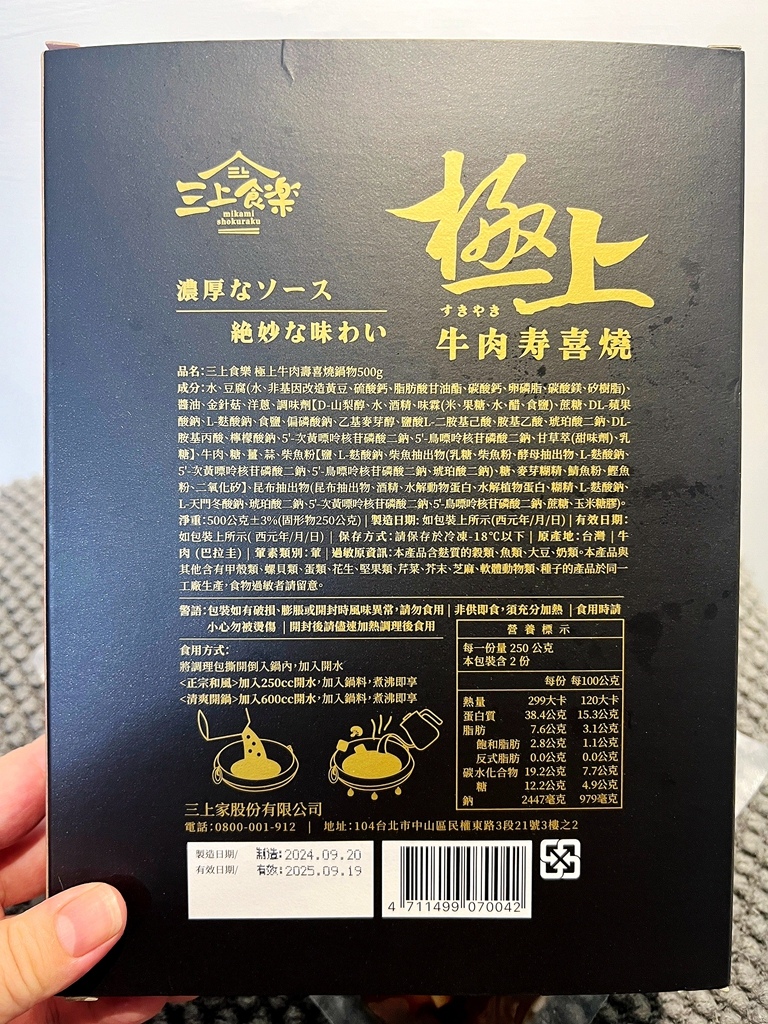 三上
三上食楽
mikami
shokuraku
極上
すきやき
牛肉寿喜燒
濃厚なソース
絶妙な味わい
品名:三上食樂 極上牛肉壽喜燒鍋物500g
成分:水、豆腐(水、非基因改造黃豆、硫酸鈣、脂肪酸甘油酯、碳酸鈣、卵磷脂、碳酸鎂、矽樹脂)、
醬油、金針菇、洋蔥、調味劑【D-山梨醇、水、酒精、味霖(米、果糖、水、醋、食鹽)、蔗糖、DL-蘋果
酸鈉、L-麩酸鈉、食鹽、偏磷酸鈉、乙基麥芽醇、鹽酸L-二胺基己酸、胺基乙酸、琥珀酸二鈉、DL-
胺基丙酸、檸檬酸鈉、5'-次黃嘌呤核苷磷酸二鈉、5'-鳥嘌呤核苷磷酸二鈉、甘草萃(甜味劑)、乳
糖】、牛肉、糖、薑、蒜、柴魚粉【鹽、L-麩酸鈉、柴魚抽出物(乳糖、柴魚粉、酵母抽出物、L-麩酸鈉、
5'-次黃嘌呤核苷磷酸二鈉、5'-鳥嘌呤核苷磷酸二鈉、琥珀酸二鈉)、糖、麥芽糊精、鯖魚粉、鰹魚
粉、二氧化矽】、昆布抽出物(昆布抽出物、酒精、水解動物蛋白、水解植物蛋白、糊精、L-麩酸鈉、
L-天門冬酸鈉、琥珀酸二鈉、5'-次黃嘌呤核苷磷酸二鈉、5'-鳥嘌呤核苷磷酸二鈉、蔗糖、玉米糖膠)。
淨重:500公克±3%(固形物250公克)|製造日期: 如包裝上所示(西元年/月/日)|有效日期:
如包裝上所示( 西元年/月/日) | 保存方式:請保存於冷凍-18℃以下 | 原產地:台灣 | 牛
肉 (巴拉圭) | 葷素類別:葷 | 過敏原資訊:本產品含麩質的穀類、魚類、大豆、奶類。本產品與
其他含有甲殼類、螺貝類、蛋類、花生、堅果類、芹菜、芥末、芝麻、軟體動物類、種子的產品於同一
工廠生產,食物過敏者請留意。
警語:包裝如有破損、膨脹或開封時風味異常,請勿食用 | 非供即食,須充分加熱 | 食用時請
小心勿被燙傷 | 開封後請儘速加熱調理後食用
食用方式:
將調理包撕開倒入鍋內,加入開水
<正宗和風>加入250cc開水,加入鍋料,煮沸即享
<清爽開鍋>加入600cc開水,加入鍋料,煮沸即享
營養標示
每一份量 250 公克
本包裝含 2 份
每份 每100公克
熱量 299大卡 120大卡
蛋白質 38.4公克 15.3公克
脂肪 7.6公克 3.1公克
飽和脂肪 2.8公克 1.1公克
反式脂肪 0.0公克 0.0公克
碳水化合物 19.2公克 7.7公克
糖 12.2公克 4.9公克
鈉 2447毫克 979毫克
三上家股份有限公司
電話:0800-001-912 | 地址:104台北市中山區民權東路3段21號3樓之2
製造日期/ 制造:2024.09.20
有效日期/ 有效:2025.09.19
4 711499 070042